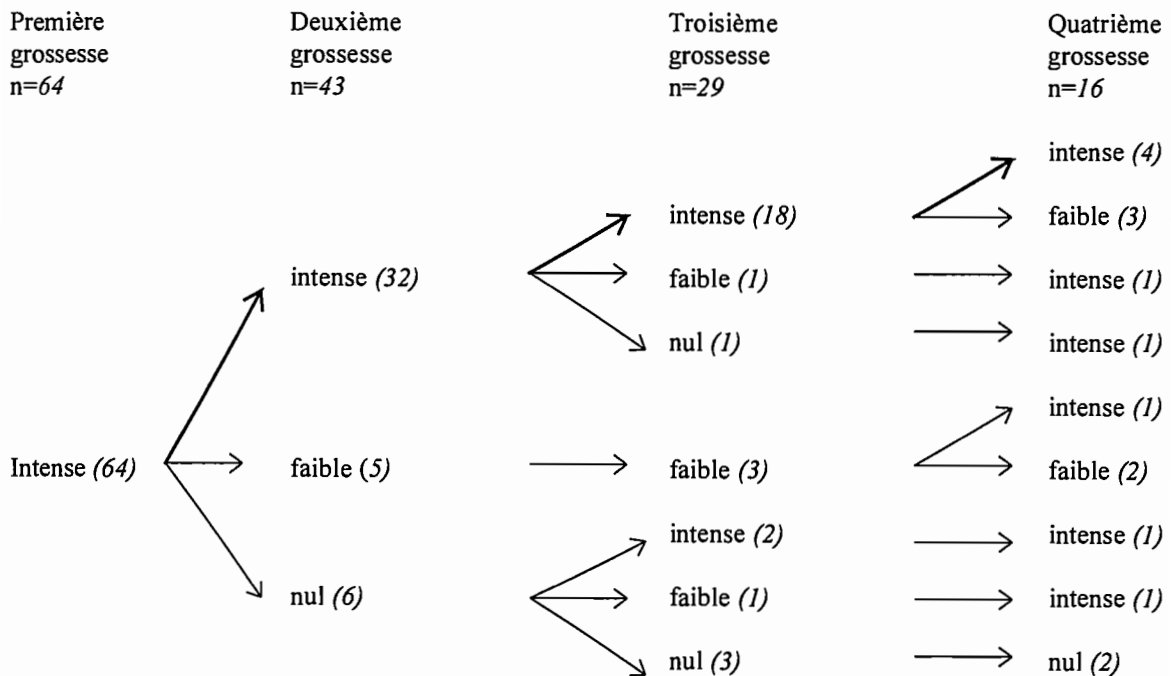 Première
grossesse
n=64
Deuxième
grossesse
n=43
Troisième
grossesse
n=29
Quatrième
grossesse
n=16
intense (4)
intense (18)
faible (3)
intense (32)
faible (1)
intense (1)
nul (1)
intense (1)
intense (1)
Intense (64)
faible (5)
faible (3)
faible (2)
intense (2)
intense (1)
nul (6)
faible (1)
intense (1)
nul (3)
nul (2)